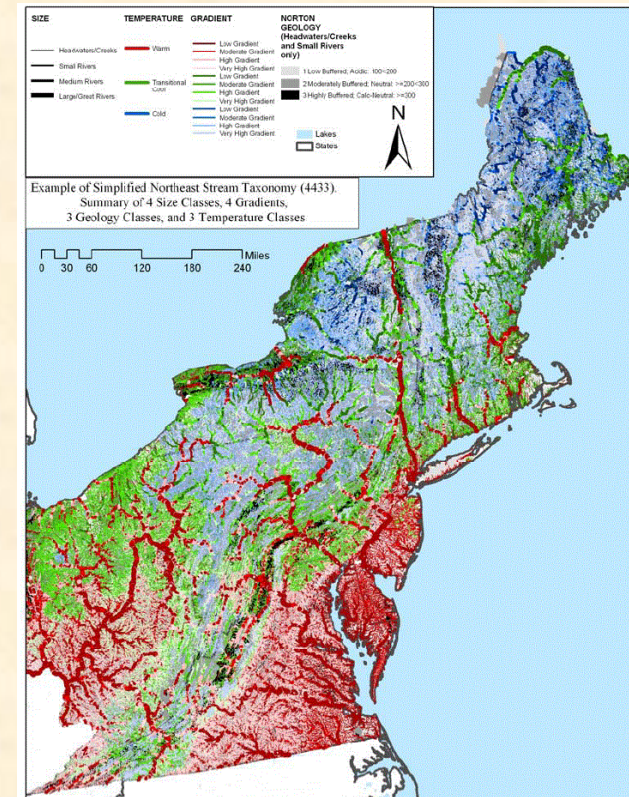 SIZE
Headwaters/Creeks
Small Rivers
Medium Rivers
Large/Great Rivers
TEMPERATURE
Warm
Transitional
Cool
Cold
GRADIENT
Low Gradient
Moderate Gradient
High Gradient
Very High Gradient
Low Gradient
Moderate Gradient
High Gradient
Very High Gradient
Low Gradient
Moderate Gradient
High Gradient
Very High Gradient
NORTON
GEOLOGY
(Headwaters/Creeks
and Small Rivers
only)
1 Low Buffered; Acidic: 100<200
2 Moderately Buffered; Neutral: >=200<300
3 Highly Buffered; Calc-Neutral: >=300
Lakes
States
N
Example of Simplified Northeast Stream Taxonomy (4433).
Summary of 4 Size Classes, 4 Gradients,
3 Geology Classes, and 3 Temperature Classes
Miles
0 30 60 120 180 240